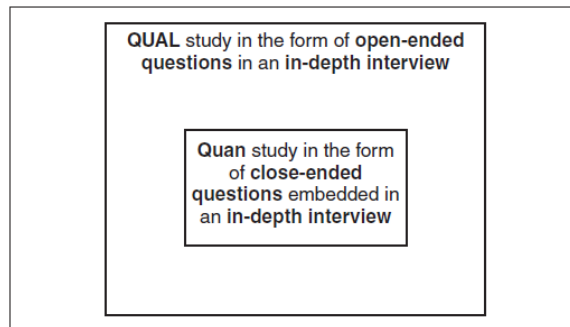 QUAL study in the form of open-ended
questions in an in-depth interview
Quan study in the form
of close-ended
questions embedded in
an in-depth interview